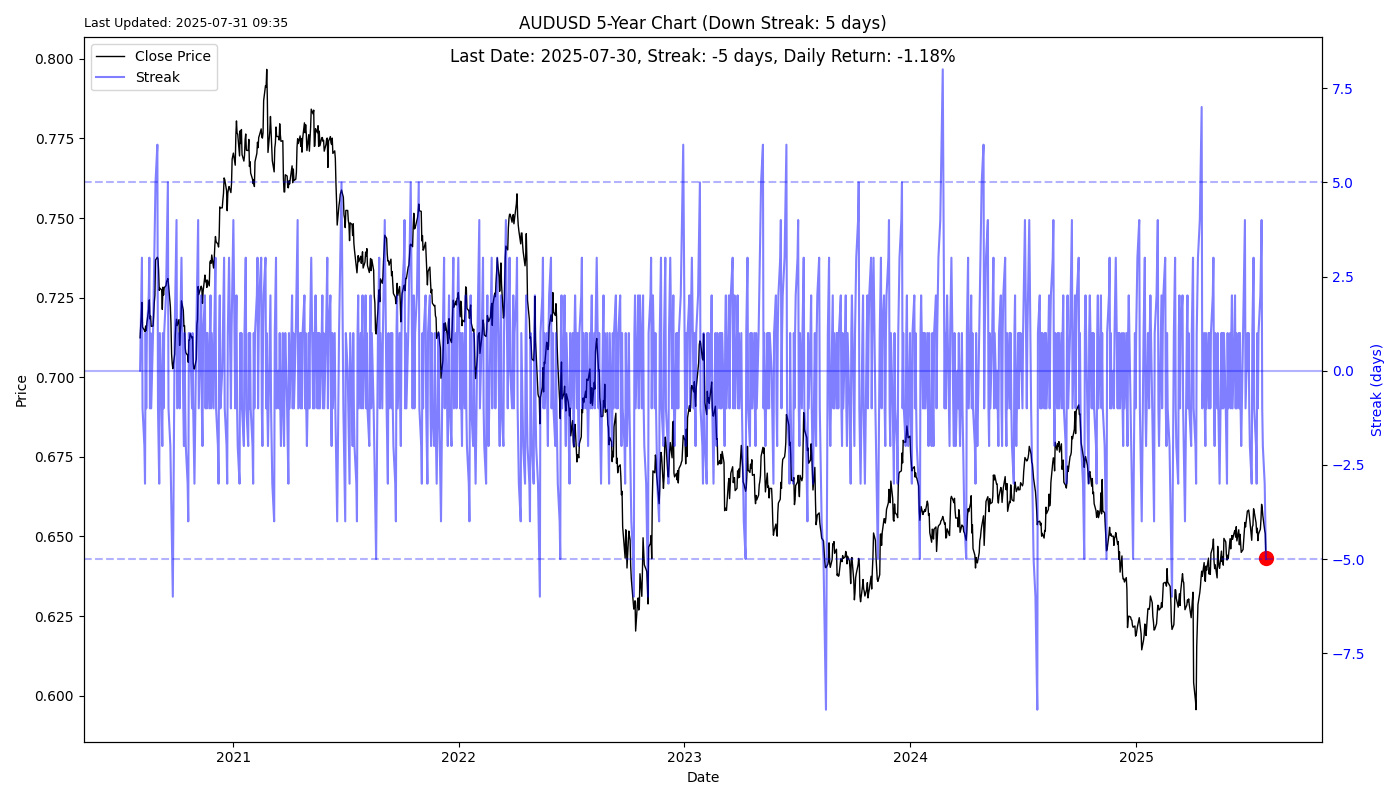 Last Updated: 2025-07-31 09:35
AUDUSD 5-Year Chart (Down Streak: 5 days)
Last Date: 2025-07-30, Streak: -5 days, Daily Return: -1.18%
Close Price
Streak
Price
0.800
0.775
0.750
0.725
0.700
0.675
0.650
0.625
0.600
7.5
5.0
2.5
0.0
−2.5
−5.0
−7.5
Streak (days)
2021
2022
2023
2024
2025
Date